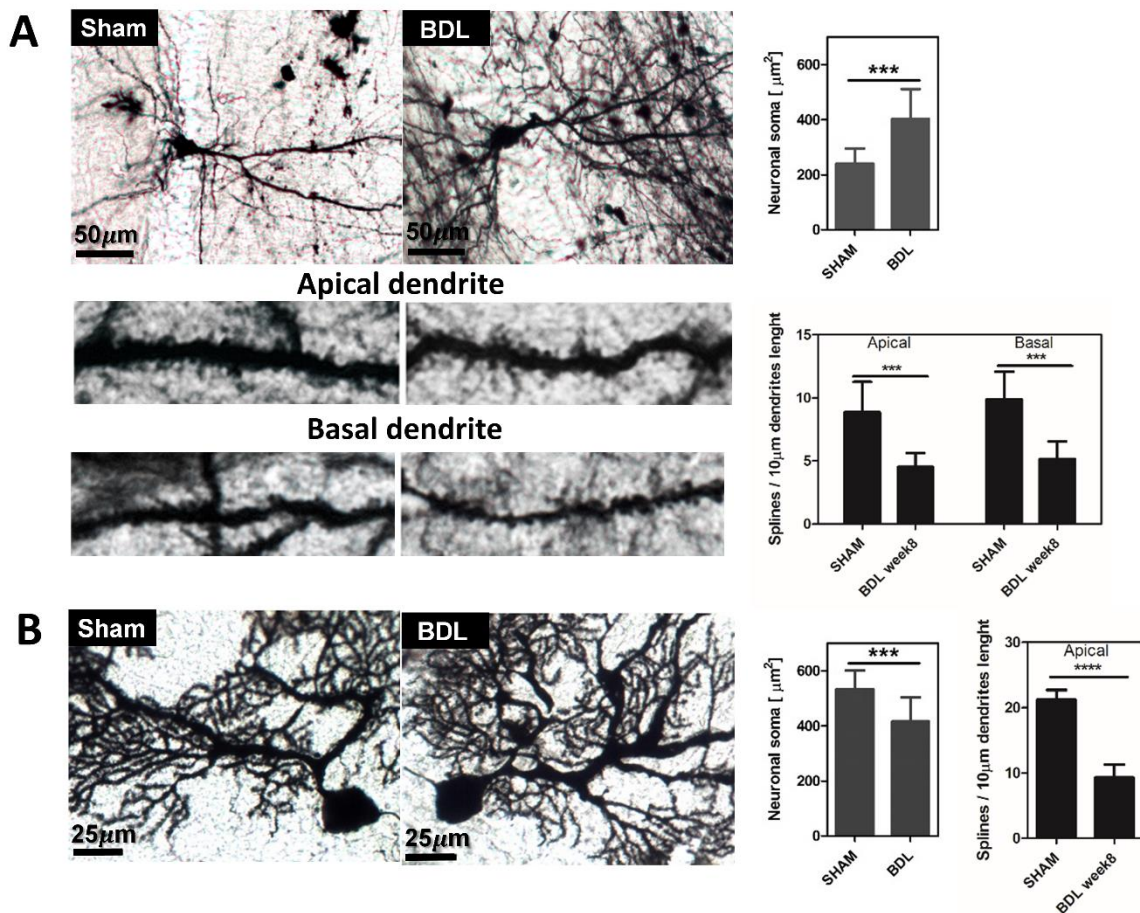 A
Sham
BDL
50μm
50μm
Neuronal soma [ μm²]
600
400
200
0
***
SHAM
BDL
Apical dendrite
Basal dendrite
Splines / 10μm dendrites lenght
15
10
5
0
Apical
***
Basal
***
SHAM
BDL week8
SHAM
BDL week8
B
Sham
BDL
25μm
25μm
Neuronal soma [ μm²]
600
400
200
0
***
SHAM
BDL
Splines / 10μm dendrites lenght
30
20
10
0
Apical
****
SHAM
BDL week8